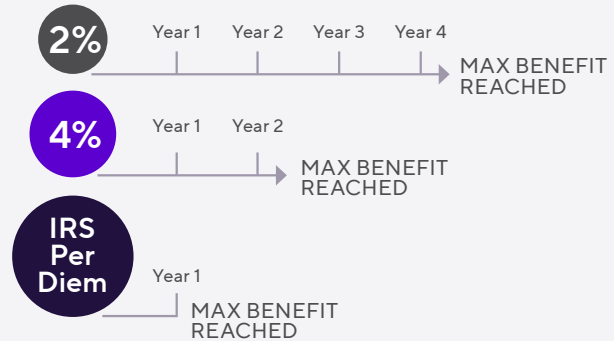 2%
Year 1 Year 2 Year 3 Year 4
MAX BENEFIT
REACHED
4%
Year 1 Year 2
MAX BENEFIT
REACHED
IRS
Per
Diem
Year 1
MAX BENEFIT
REACHED